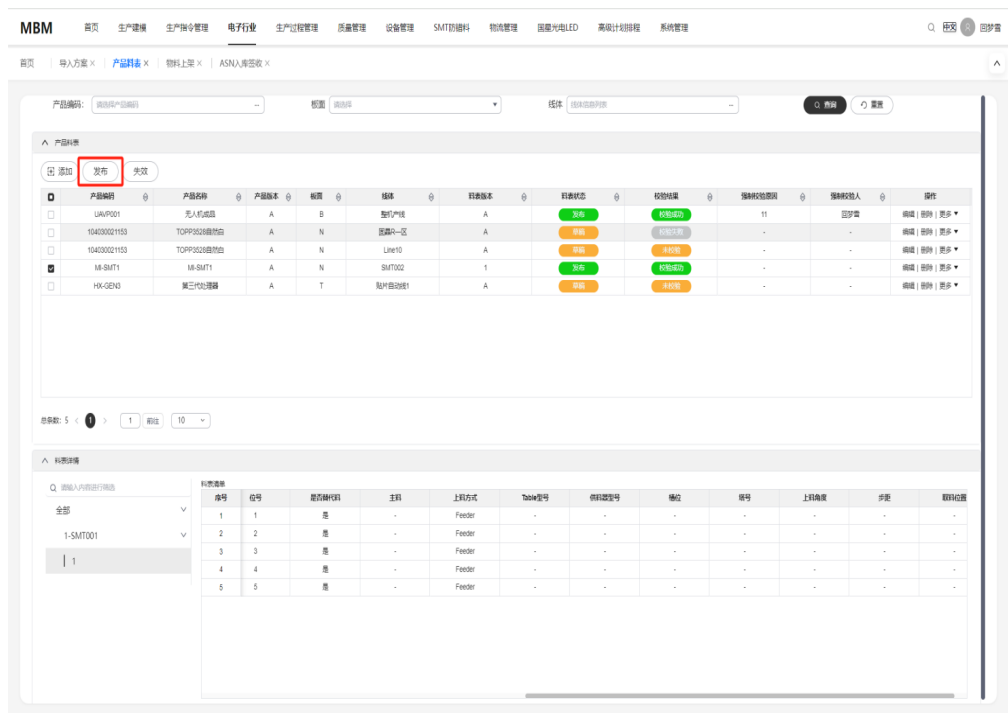 MBM 首页 生产建模 生产指令管理 电子行业 生产过程管理 质量管理 设备管理 SMT防错料 物流管理 国星光电LED 高级计划排程 系统管理 中文 回梦雪
首页 导入方案 × 产品料表 × 物料上架 × ASN入库签收 ×
产品编码: 请选择产品编码 板面 请选择 线体 线体信息列表 查询 重置
产品料表
添加 发布 失效
产品编码 产品名称 产品版本 板面 线体 料表版本 料表状态 校验结果 强制校验原因 强制校验人 操作
UAVP001 无人机成品 A B 整机产线 A 发布 校验成功 11 回梦雪 编辑 | 删除 | 更多
104030021153 TOPP3528自然白 A N 固晶R一区 A 草稿 校验失败 - - 编辑 | 删除 | 更多
104030021153 TOPP3528自然白 A N Line10 A 草稿 未校验 - - 编辑 | 删除 | 更多
MI-SMT1 MI-SMT1 A N SMT002 1 发布 校验成功 - - 编辑 | 删除 | 更多
HX-GEN3 第三代处理器 A T 贴片自动线1 A 草稿 未校验 - - 编辑 | 删除 | 更多
总条数: 5 < 1 > 1 前往 10
料表详情
请输入内容进行筛选
全部
1-SMT001
1
料表清单
序号 位号 是否替代料 主料 上料方式 Table型号 供料器型号 槽位 塔号 上料角度 步距 取料位置
1 1 是 - Feeder - - - - - - -
2 2 是 - Feeder - - - - - - -
3 3 是 - Feeder - - - - - - -
4 4 是 - Feeder - - - - - - -
5 5 是 - Feeder - - - - - - -